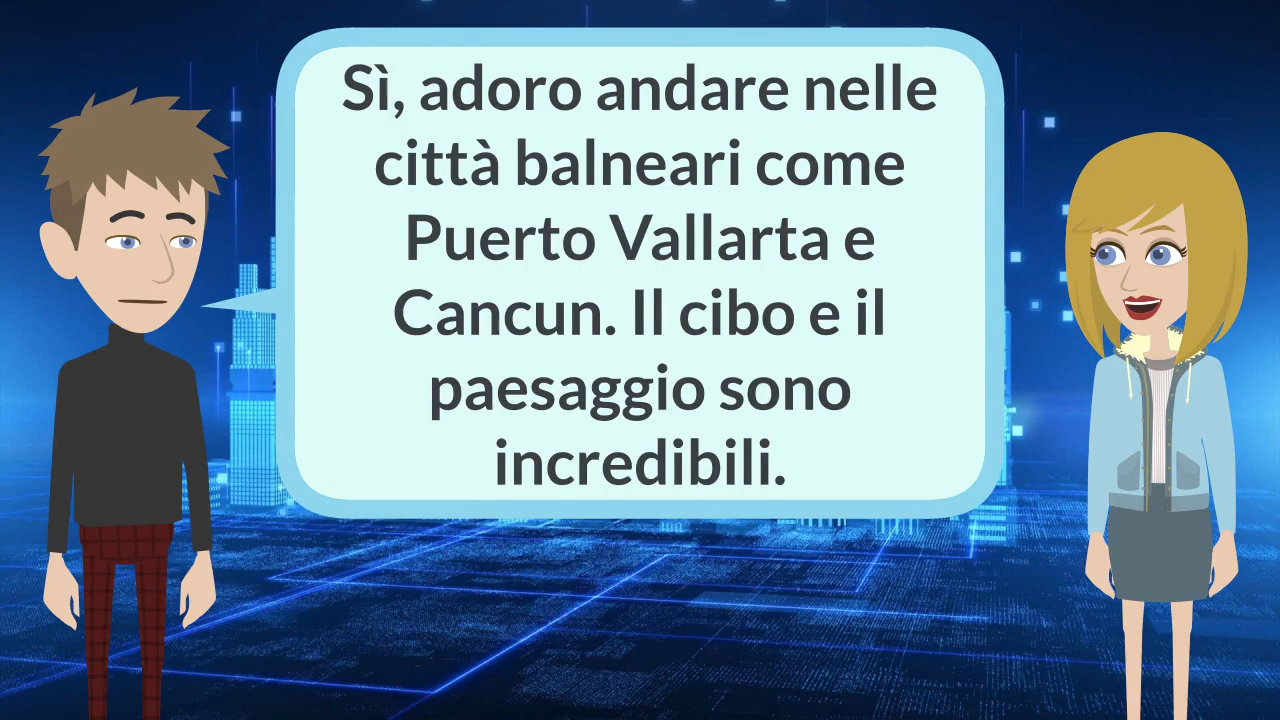 Sì, adoro andare nelle
città balneari come
Puerto Vallarta e
Cancun. Il cibo e il
paesaggio sono
incredibili.